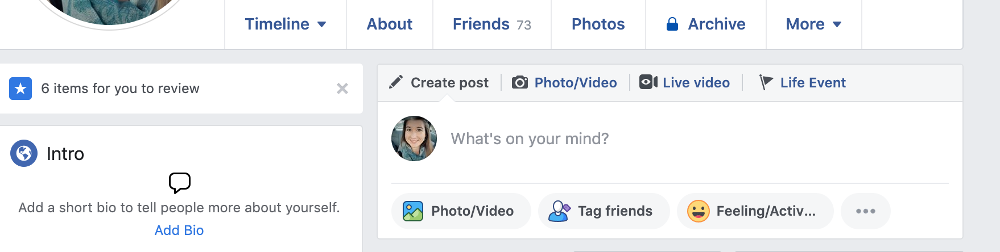 Timeline
About
Friends 73
Photos
Archive
More
6 items for you to review
Create post
Photo/Video
Live video
Life Event
What's on your mind?
Intro
Add a short bio to tell people more about yourself.
Add Bio
Photo/Video
Tag friends
Feeling/Activ...